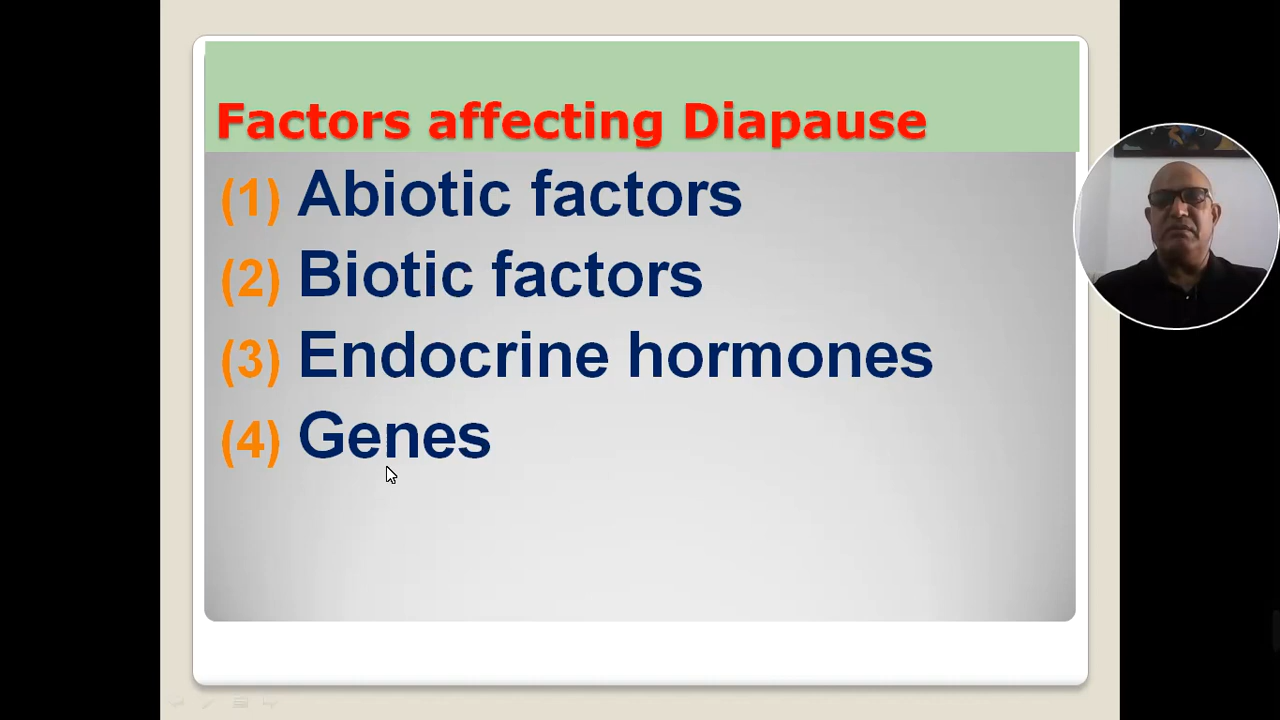 Factors affecting Diapause
(1) Abiotic factors
(2) Biotic factors
(3) Endocrine hormones
(4) Genes